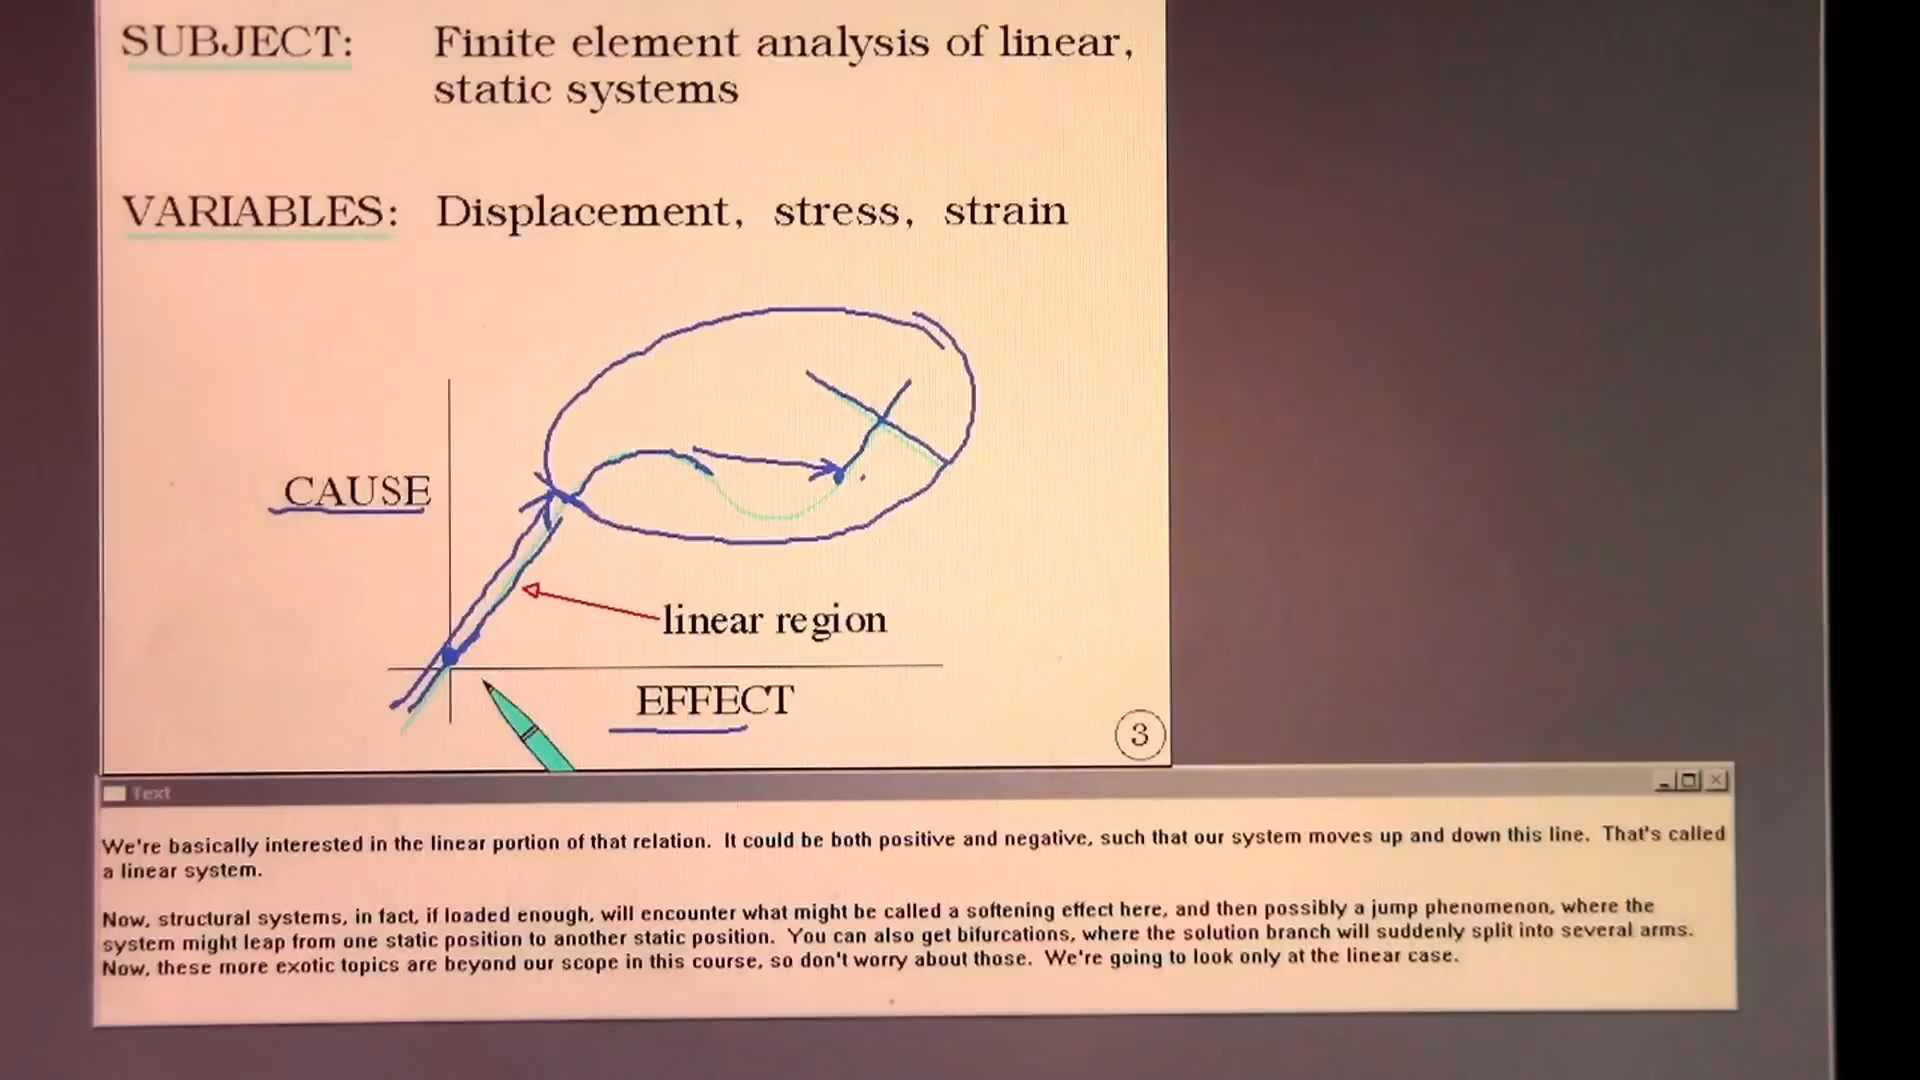 SUBJECT: Finite element analysis of linear,
static systems
VARIABLES: Displacement, stress, strain
CAUSE
linear region
EFFECT
3
Text
We're basically interested in the linear portion of that relation. It could be both positive and negative, such that our system moves up and down this line. That's called
a linear system.
Now, structural systems, in fact, if loaded enough, will encounter what might be called a softening effect here, and then possibly a jump phenomenon, where the
system might leap from one static position to another static position. You can also get bifurcations, where the solution branch will suddenly split into several arms.
Now, these more exotic topics are beyond our scope in this course, so don't worry about those. We're going to look only at the linear case.